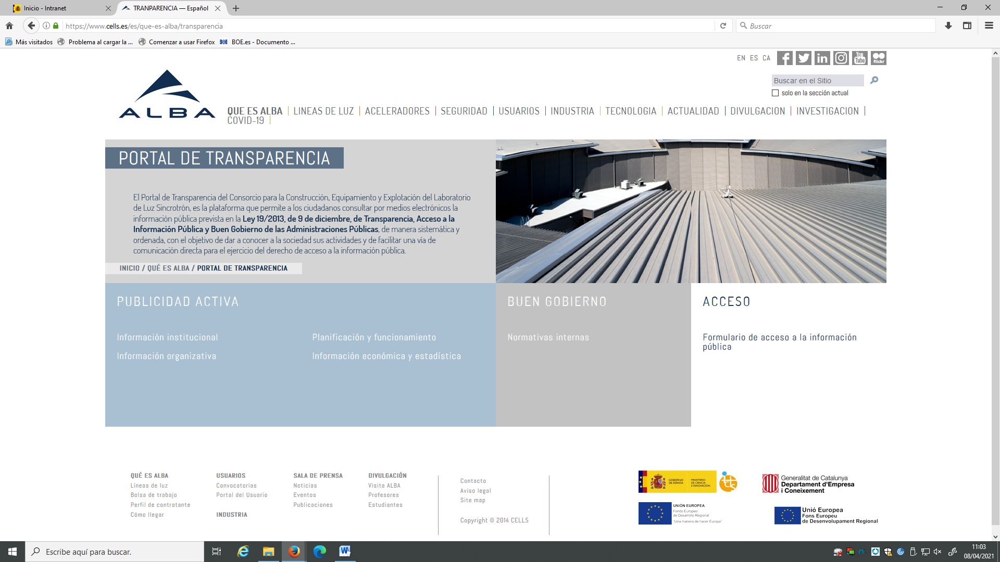 Inicio - Intranet
TRANPARENCIA — Español
https://www.cells.es/es/que-es-alba/transparencia
Buscar
Más visitados
Problema al cargar la ...
Comenzar a usar Firefox
BOE.es - Documento ...
EN ES CA
You Tube
flickr
Buscar en el Sitio
solo en la sección actual
ALBA
QUE ES ALBA | LINEAS DE LUZ | ACELERADORES | SEGURIDAD | USUARIOS | INDUSTRIA | TECNOLOGIA | ACTUALIDAD | DIVULGACION | INVESTIGACION |
COVID-19 |
PORTAL DE TRANSPARENCIA
El Portal de Transparencia del Consorcio para la Construcción, Equipamiento y Explotación del Laboratorio
de Luz Sincrotrón, es la plataforma que permite a los ciudadanos consultar por medios electrónicos la
información pública prevista en la Ley 19/2013, de 9 de diciembre, de Transparencia, Acceso a la
Información Pública y Buen Gobierno de las Administraciones Públicas, de manera sistemática y
ordenada, con el objetivo de dar a conocer a la sociedad sus actividades y de facilitar una vía de
comunicación directa para el ejercicio del derecho de acceso a la información pública.
INICIO / QUÉ ES ALBA / PORTAL DE TRANSPARENCIA
PUBLICIDAD ACTIVA
Información institucional
Información organizativa
Planificación y funcionamiento
Información económica y estadística
BUEN GOBIERNO
Normativas internas
ACCESO
Formulario de acceso a la información
pública
QUÉ ES ALBA
Líneas de luz
Bolsa de trabajo
Perfil de contratante
Cómo llegar
USUARIOS
Convocatorias
Portal del Usuario
INDUSTRIA
SALA DE PRENSA
Noticias
Eventos
Publicaciones
DIVULGACIÓN
Visita ALBA
Profesores
Estudiantes
Contacto
Aviso legal
Site map
Copyright © 2014 CELLS
GOBIERNO
DE ESPAÑA
MINISTERIO
DE CIENCIA
E INNOVACIÓN
Generalitat de Catalunya
Departament d'Empresa
i Coneixement
UNIÓN EUROPEA
Fondo Europeo
de Desarrollo Regional
"Una manera de hacer Europa"
Unió Europea
Fons Europeu
de Desenvolupament Regional
Escribe aquí para buscar.
11:03
08/04/2021